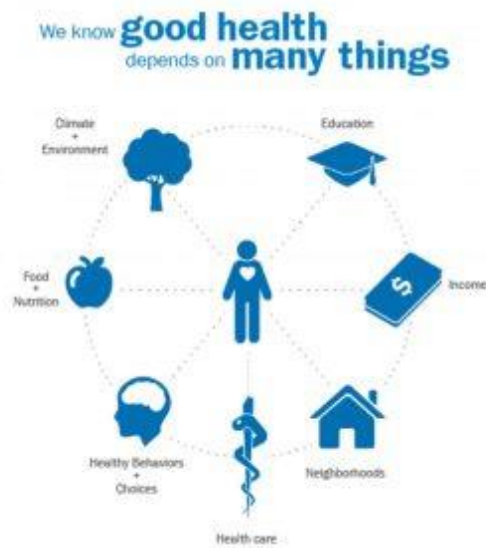 We know good health
depends on many things
Climate
+
Environment
Education
Food
+
Nutrition
$
Income
Healthy Behaviors
+
Choices
Neighborhoods
Health care